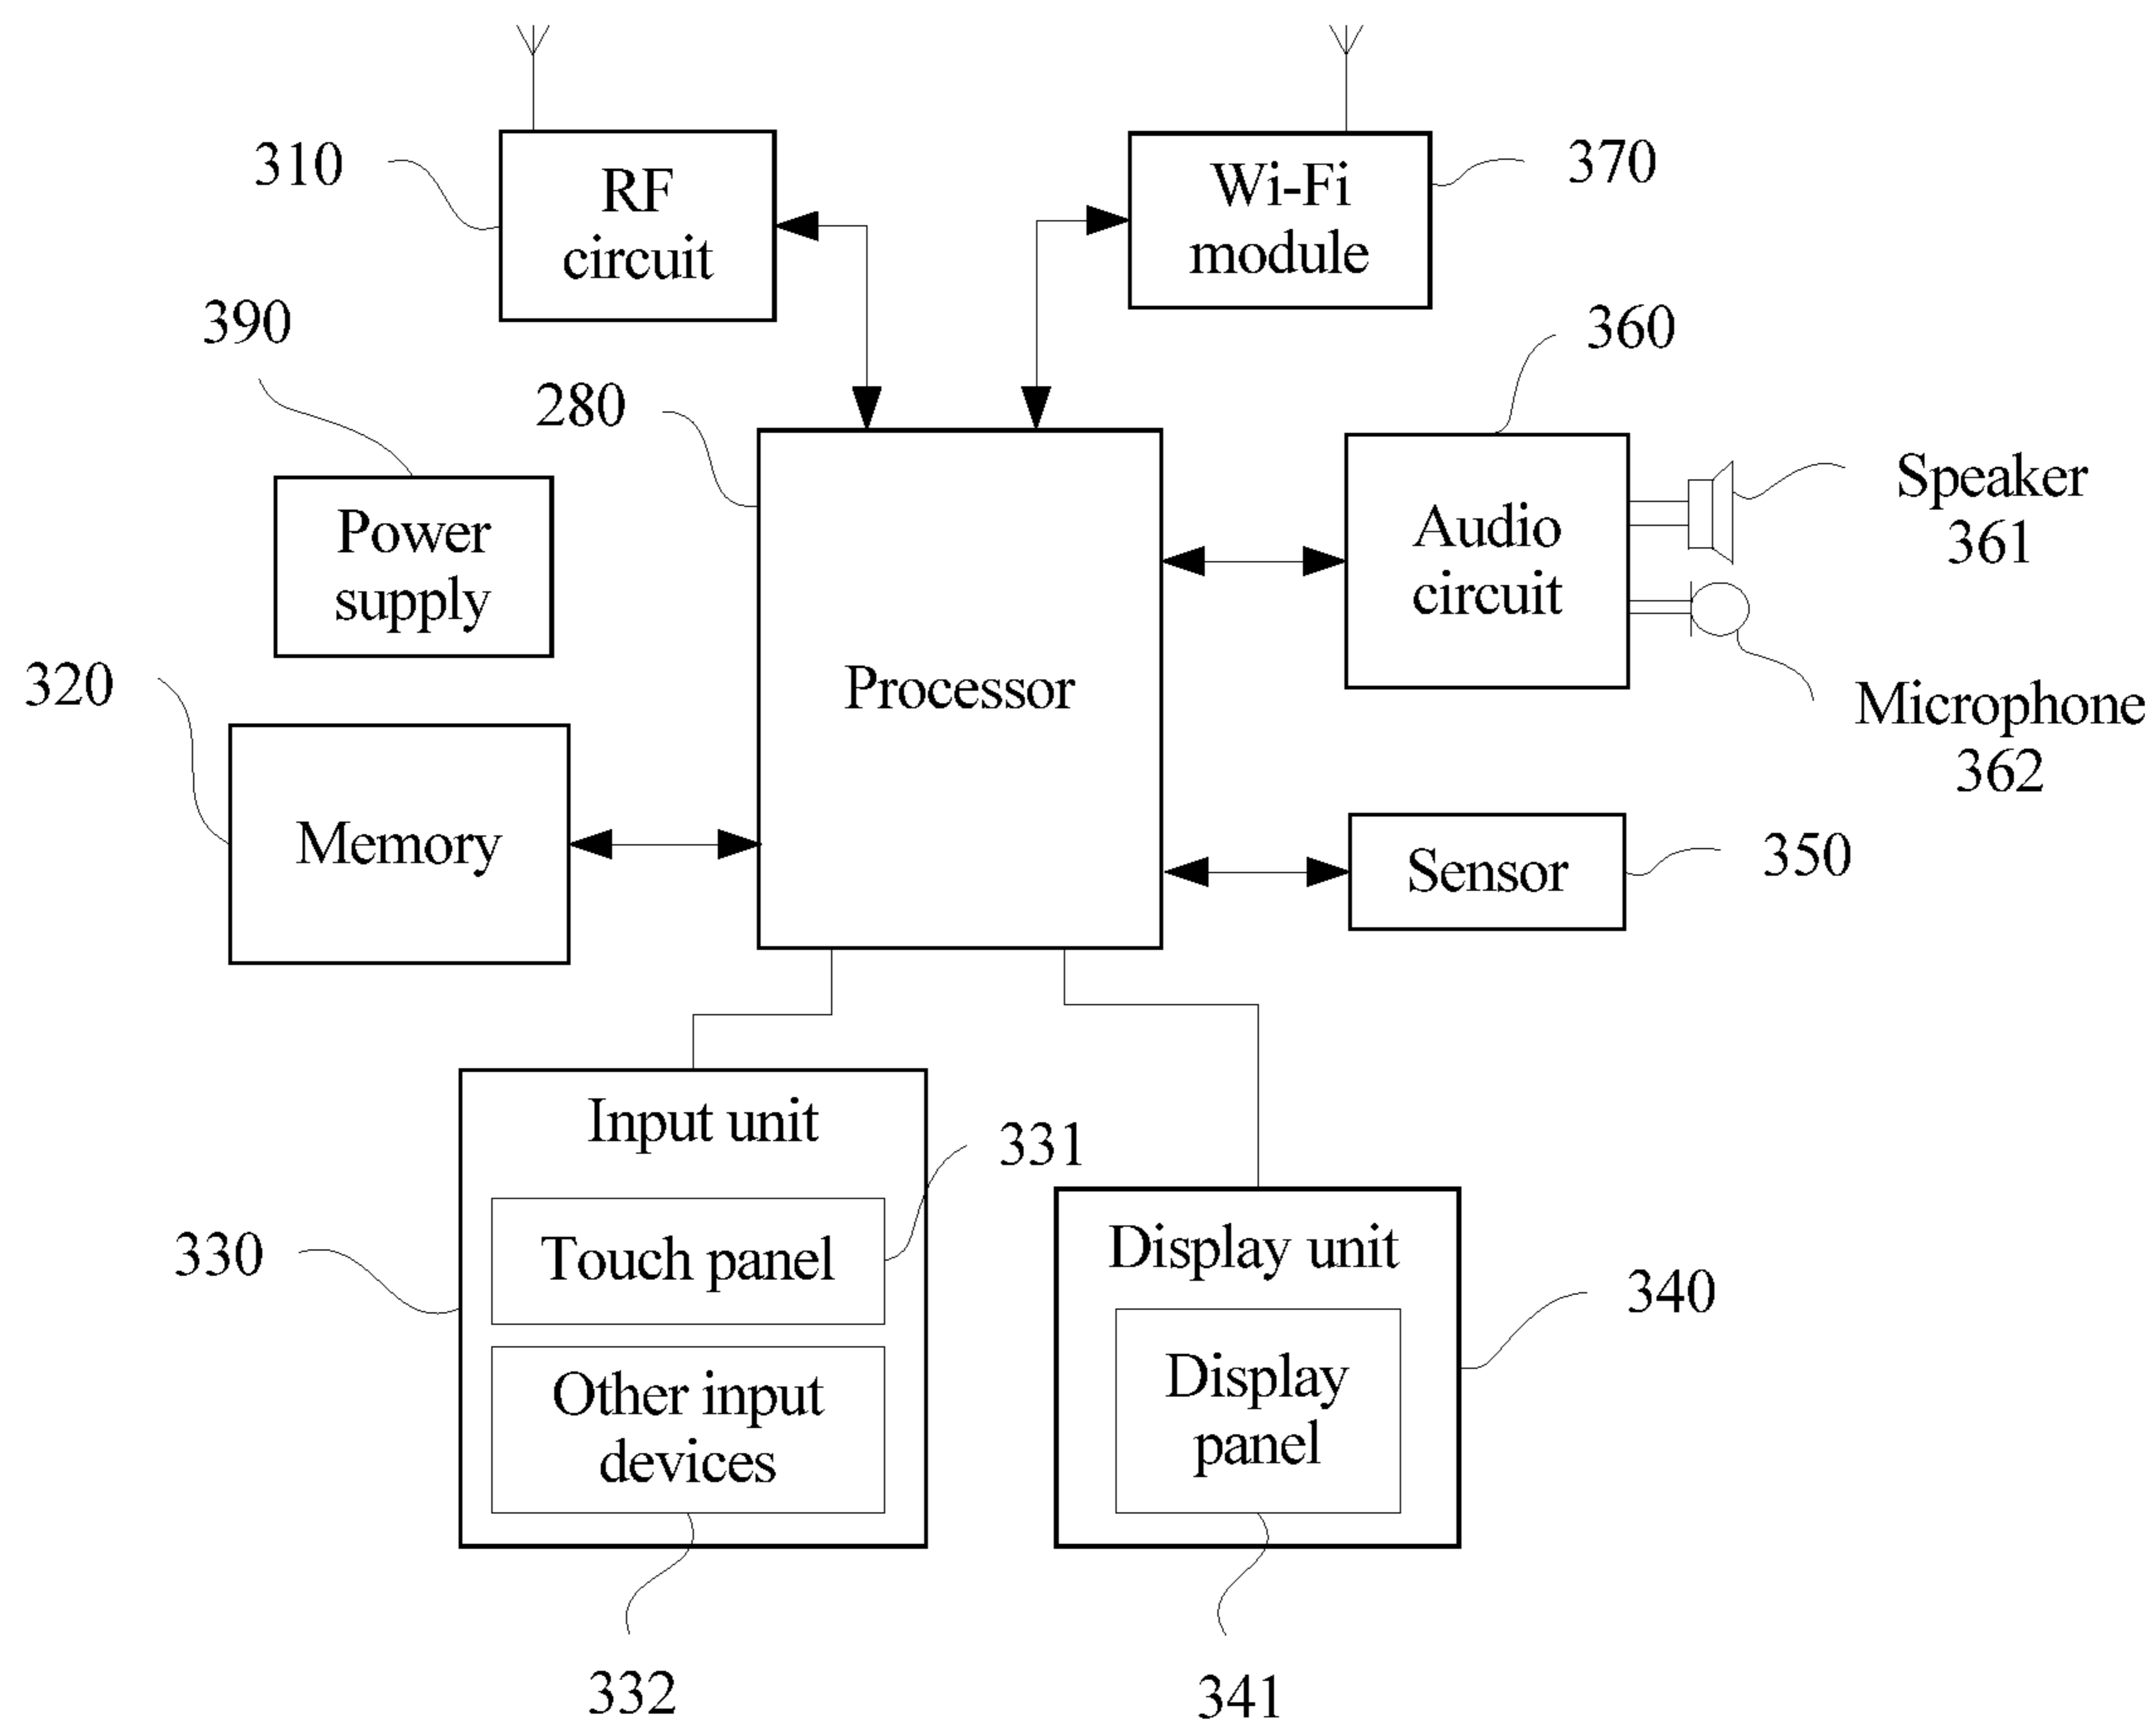 310
RF
circuit
Wi-Fi
module
370
390
280
360
Power
supply
Audio
circuit
Speaker
361
320
Processor
Microphone
362
Memory
Sensor
350
Input unit
331
330
Touch panel
Display unit
340
Other input
devices
Display
panel
332
341